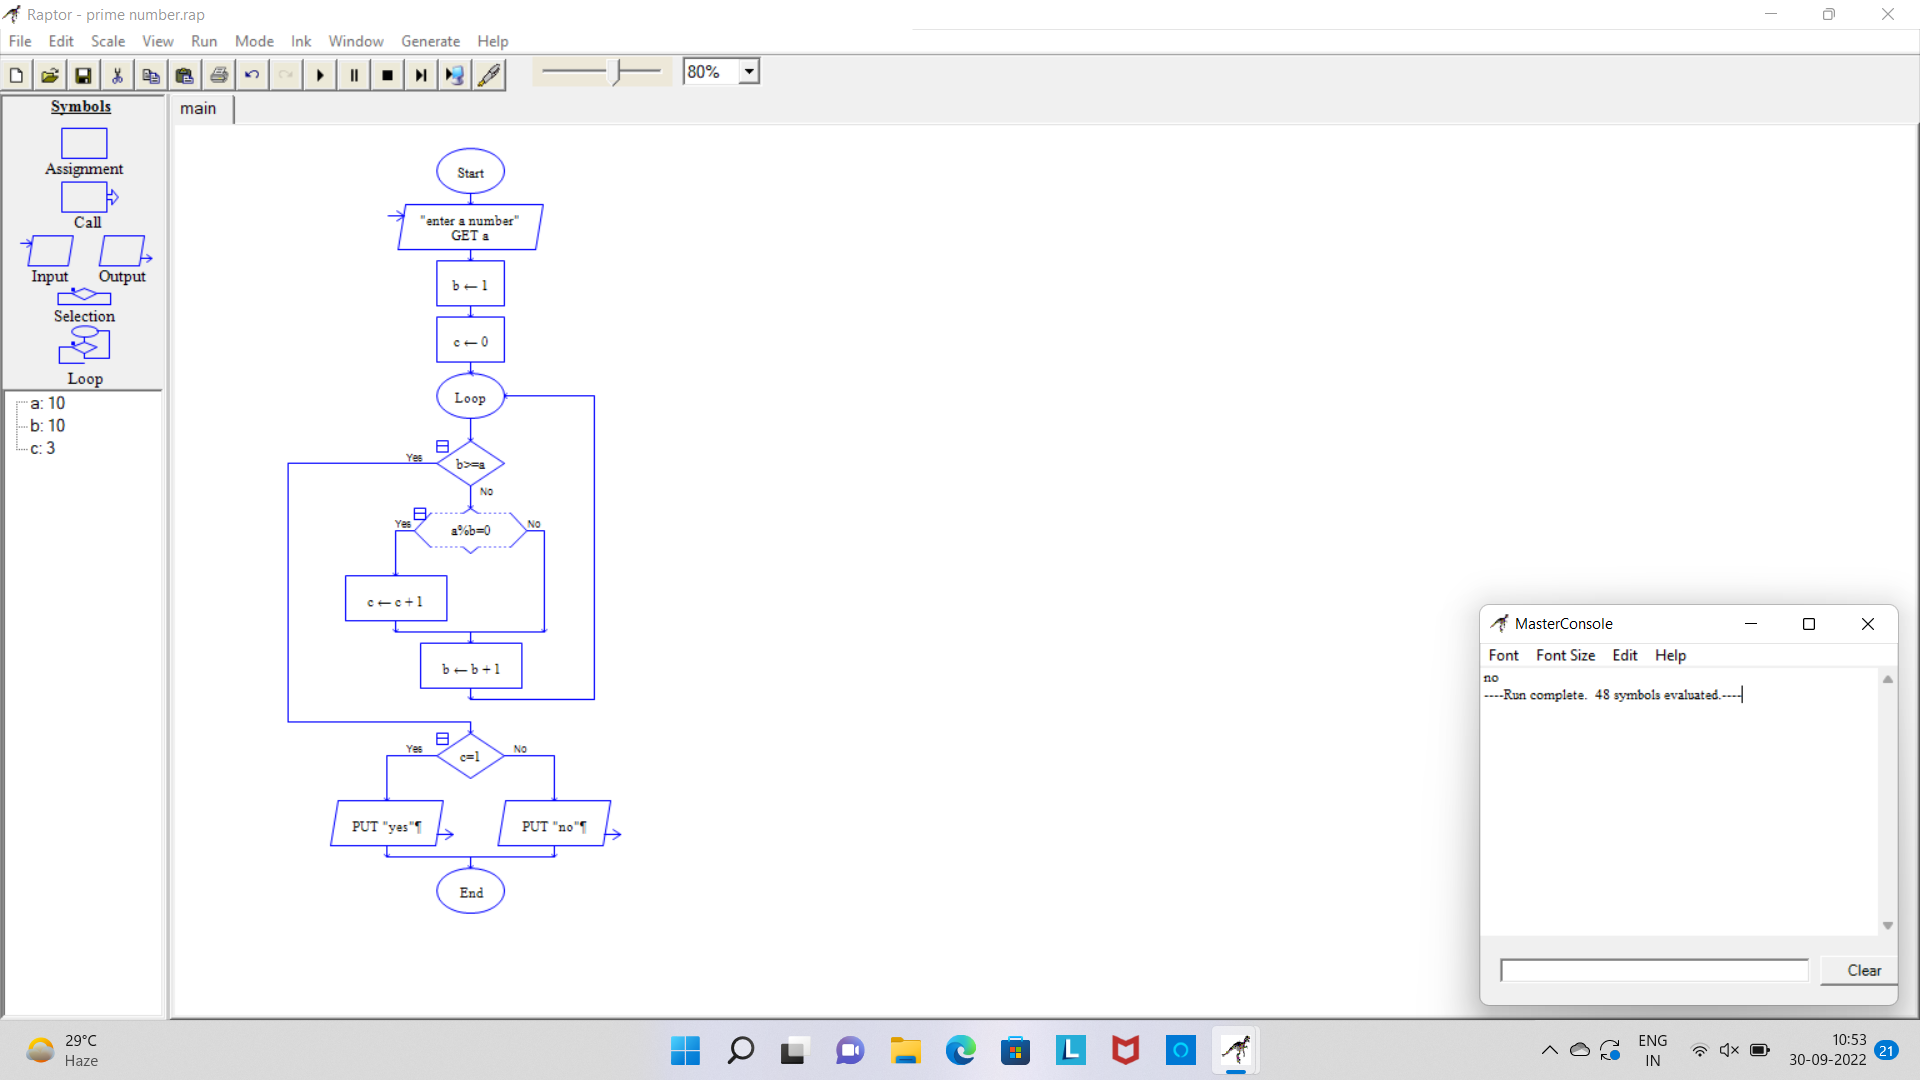 Raptor - prime number.rap
File Edit Scale View Run Mode Ink Window Generate Help
80%
Symbols
Assignment
Call
Input Output
Selection
Loop
a: 10
b: 10
c: 3
main
Start
"enter a number"
GET a
b ← 1
c ← 0
Loop
Yes
b>=a
No
Yes
a%b=0
No
c ← c + 1
b ← b + 1
Yes
c=1
No
PUT "yes"¶
PUT "no"¶
End
MasterConsole
Font Font Size Edit Help
no
----Run complete. 48 symbols evaluated.----
Clear
29°C
Haze
L
ENG
IN
10:53
30-09-2022
21